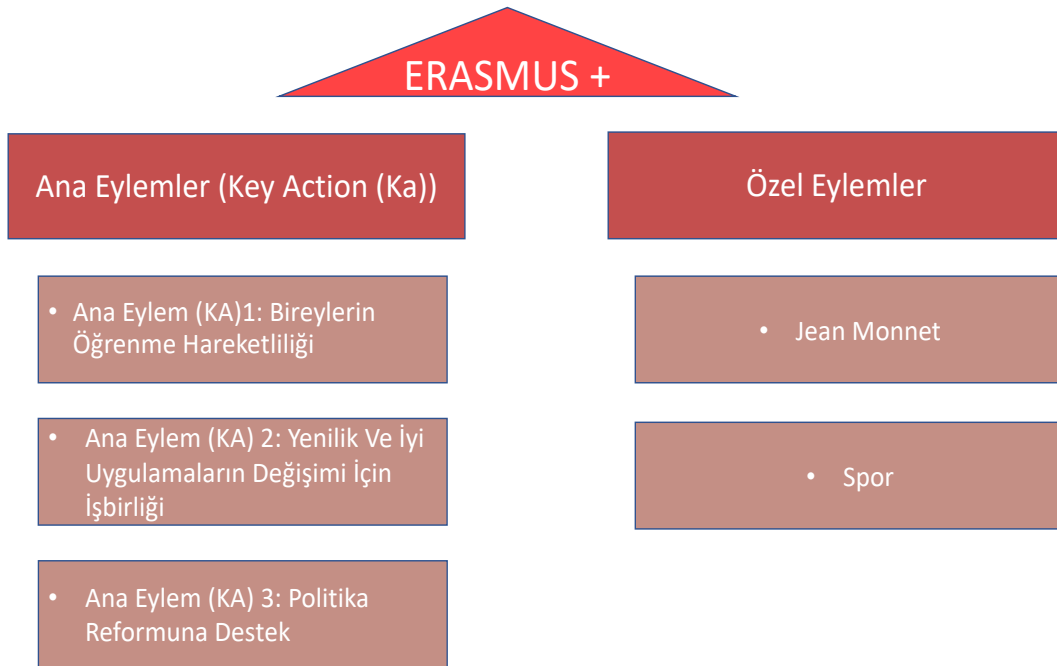 ERASMUS +
Ana Eylemler (Key Action (Ka))
• Ana Eylem (KA)1: Bireylerin
Öğrenme Hareketliliği
• Ana Eylem (KA) 2: Yenilik Ve İyi
Uygulamaların Değişimi İçin
İşbirliği
• Ana Eylem (KA) 3: Politika
Reformuna Destek
Özel Eylemler
• Jean Monnet
• Spor